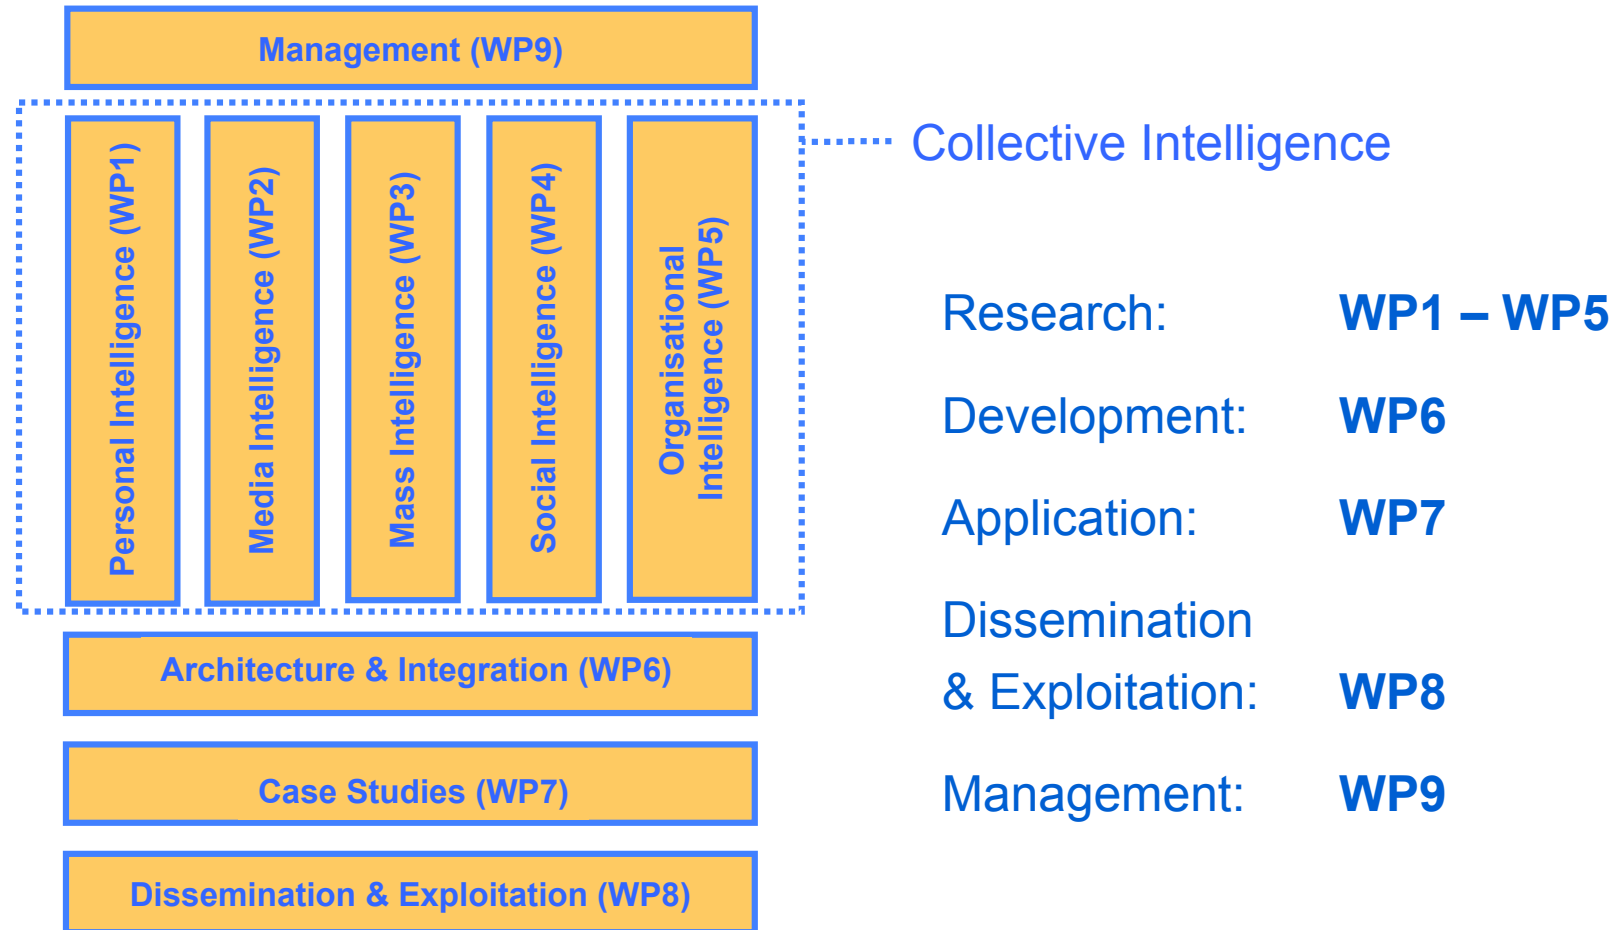 Management (WP9)
Personal Intelligence (WP1)
Media Intelligence (WP2)
Mass Intelligence (WP3)
Social Intelligence (WP4)
Organisational
Intelligence (WP5)
Architecture & Integration (WP6)
Case Studies (WP7)
Dissemination & Exploitation (WP8)
Collective Intelligence
Research: WP1 – WP5
Development: WP6
Application: WP7
Dissemination
& Exploitation: WP8
Management: WP9